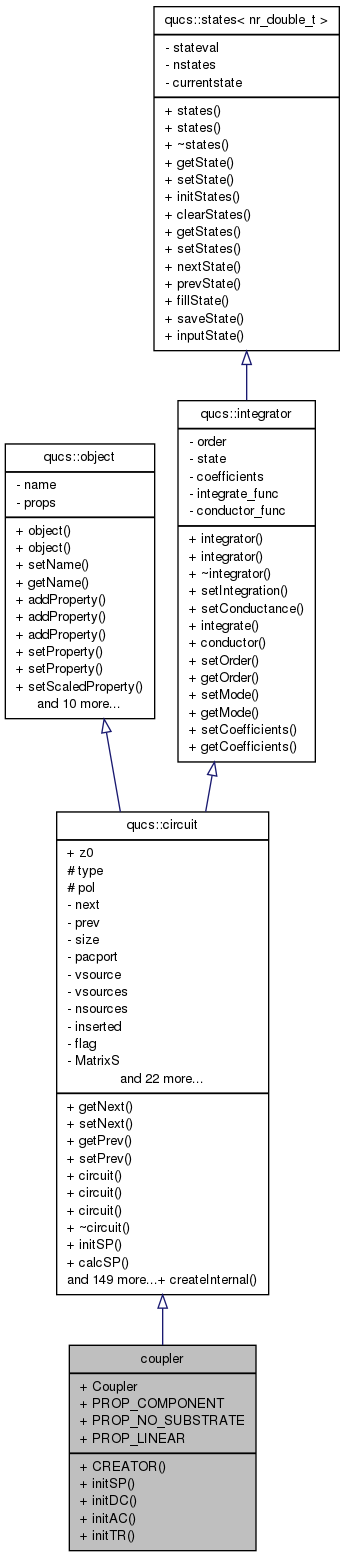 qucs::states< nr_double_t >
- stateval
- nstates
- currentstate
+ states()
+ states()
+ ~states()
+ getState()
+ setState()
+ initStates()
+ clearStates()
+ getStates()
+ setStates()
+ nextState()
+ prevState()
+ fillState()
+ saveState()
+ inputState()
qucs::integrator
- order
- state
- coefficients
- integrate_func
- conductor_func
+ integrator()
+ integrator()
+ ~integrator()
+ setIntegration()
+ setConductance()
+ integrate()
+ conductor()
+ setOrder()
+ getOrder()
+ setMode()
+ getMode()
+ setCoefficients()
+ getCoefficients()
qucs::object
- name
- props
+ object()
+ object()
+ setName()
+ getName()
+ addProperty()
+ addProperty()
+ addProperty()
+ setProperty()
+ setProperty()
+ setScaledProperty()
and 10 more...
qucs::circuit
+ z0
# type
# pol
- next
- prev
- size
- pacport
- vsource
- vsources
- nsources
- inserted
- flag
- MatrixS
and 22 more...
+ getNext()
+ setNext()
+ getPrev()
+ setPrev()
+ circuit()
+ circuit()
+ circuit()
+ ~circuit()
+ initSP()
+ calcSP()
and 149 more...+ createInternal()
coupler
+ Coupler
+ PROP_COMPONENT
+ PROP_NO_SUBSTRATE
+ PROP_LINEAR
+ CREATOR()
+ initSP()
+ initDC()
+ initAC()
+ initTR()